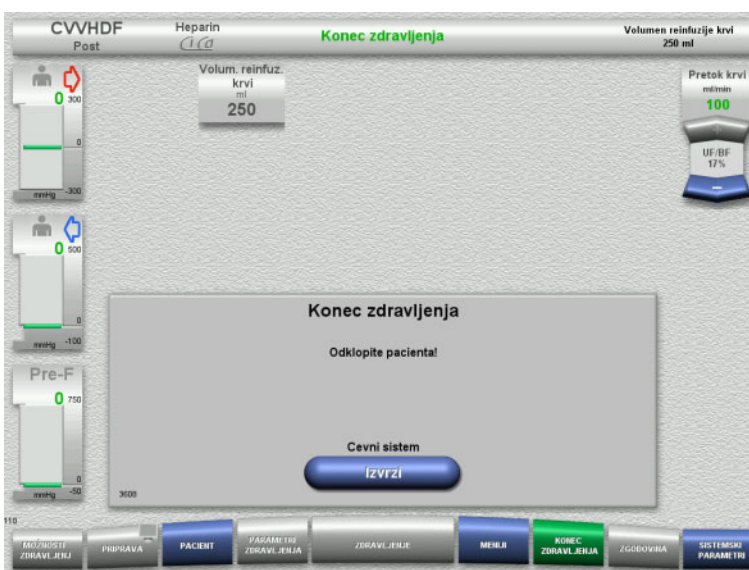 CVVHDF
Post
Heparin
Ci Ca
Konec zdravljenja
Volumen reinfuzije krvi
250 ml
0
300
0
mmHg
-300
Volum. reinfuz.
krvi
ml
250
Pretok krvi
ml/min
100
+
UF/BF
17%
-
0
500
0
mmHg
-100
Pre-F
0
750
0
mmHg
-50
Konec zdravljenja
Odklopite pacienta!
Cevni sistem
Izvrzi
3608
110
MOŽNOSTI
ZDRAVLJENJ
PRIPRAVA
PACIENT
PARAMETRI
ZDRAVLJENJA
ZDRAVLJENJE
MENIJI
KONEC
ZDRAVLJENJA
ZGODOVINA
SISTEMSKI
PARAMETRI